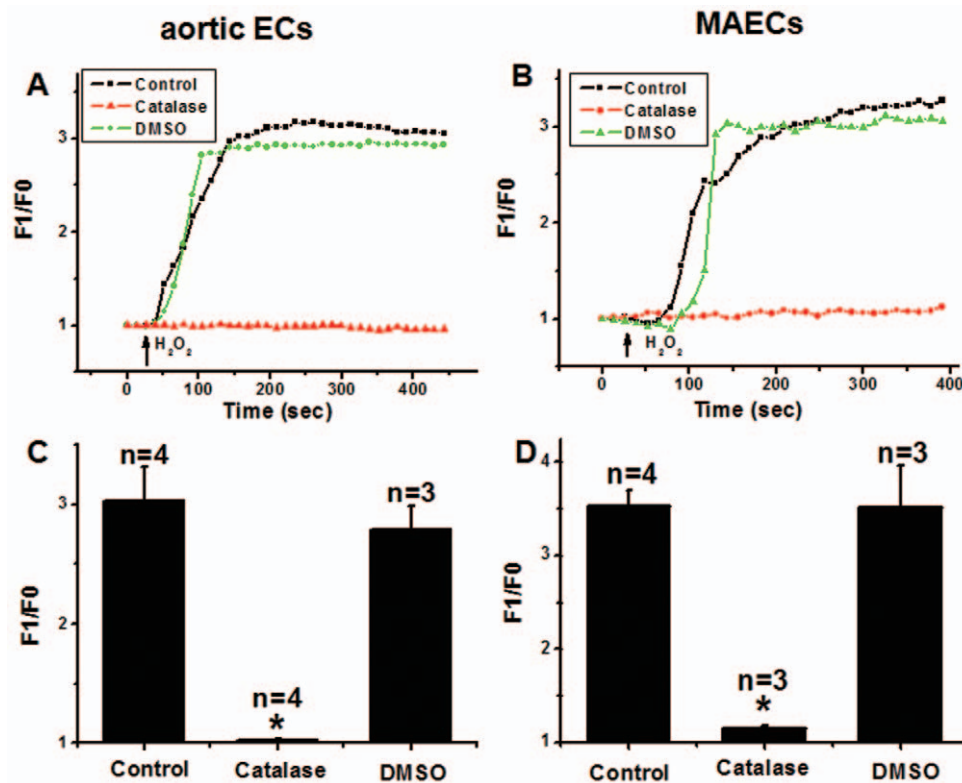 aortic ECs
MAECs
A
Control
Catalase
DMSO
3
2
1
F1/F0
H₂O₂
0 100 200 300 400
Time (sec)
B
Control
Catalase
DMSO
3
2
1
F1/F0
H₂O₂
0 100 200 300 400
Time (sec)
C
n=4
n=4
*
n=3
3
2
1
F1/F0
Control Catalase DMSO
D
n=4
n=3
*
n=3
4
3
2
1
F1/F0
Control Catalase DMSO